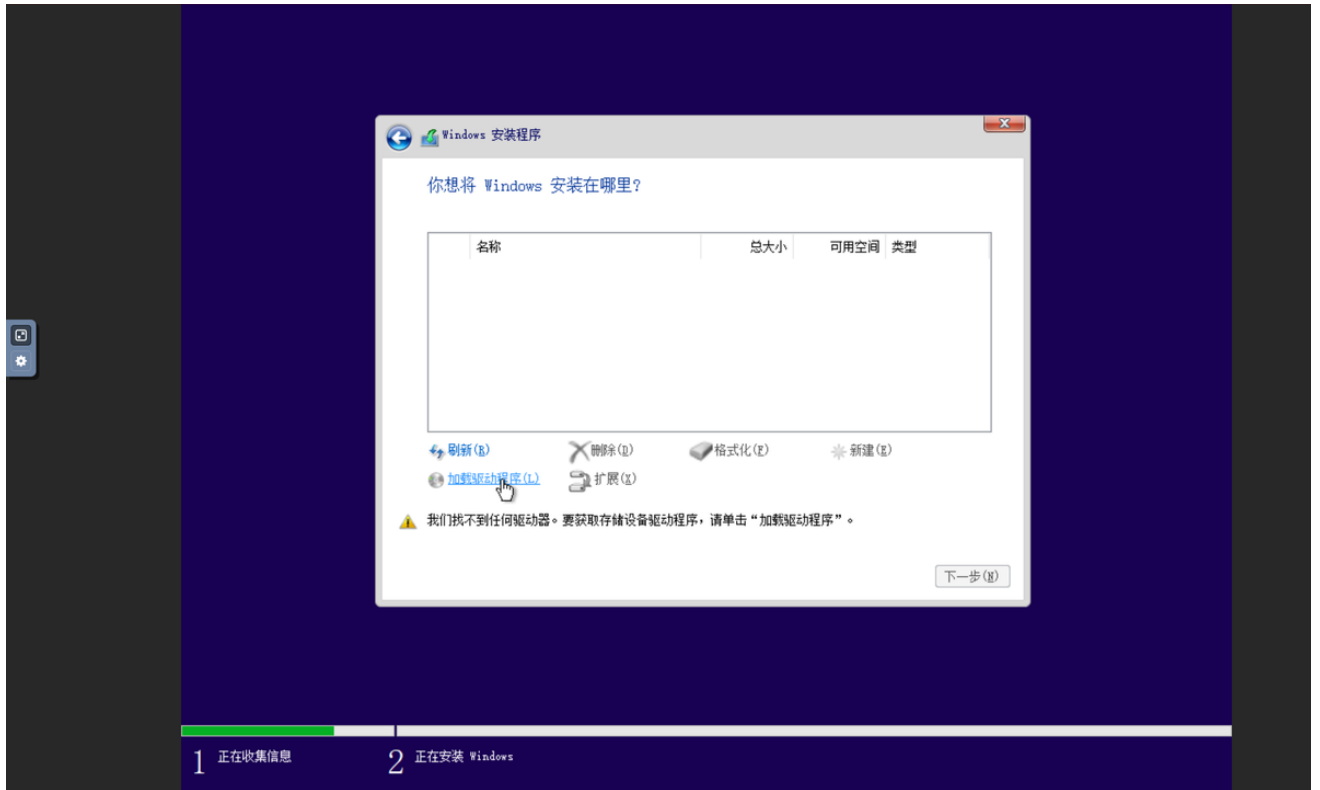 Windows 安装程序
你想将 Windows 安装在哪里?
名称 总大小 可用空间 类型
刷新(R) 删除(D) 格式化(F) 新建(E)
加载驱动程序(L) 扩展(X)
我们找不到任何驱动器。要获取存储设备驱动程序，请单击“加载驱动程序”。
下一步(N)
1 正在收集信息 2 正在安装 Windows